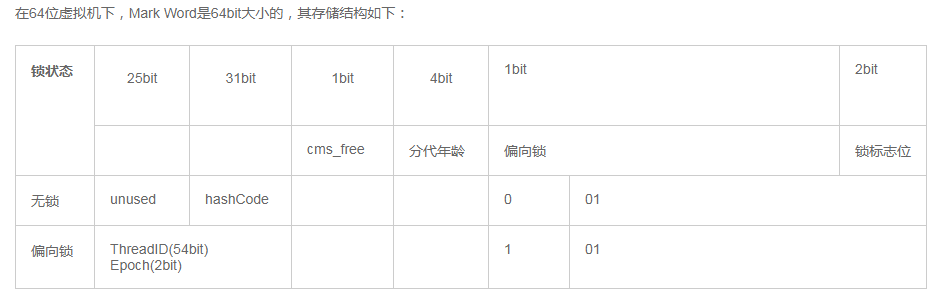 在64位虚拟机下，Mark Word是64bit大小的，其存储结构如下：
锁状态 25bit 31bit 1bit 4bit 1bit 2bit
cms_free 分代年龄 偏向锁 锁标志位
无锁 unused hashCode 0 01
偏向锁 ThreadID(54bit) 1 01
Epoch(2bit)